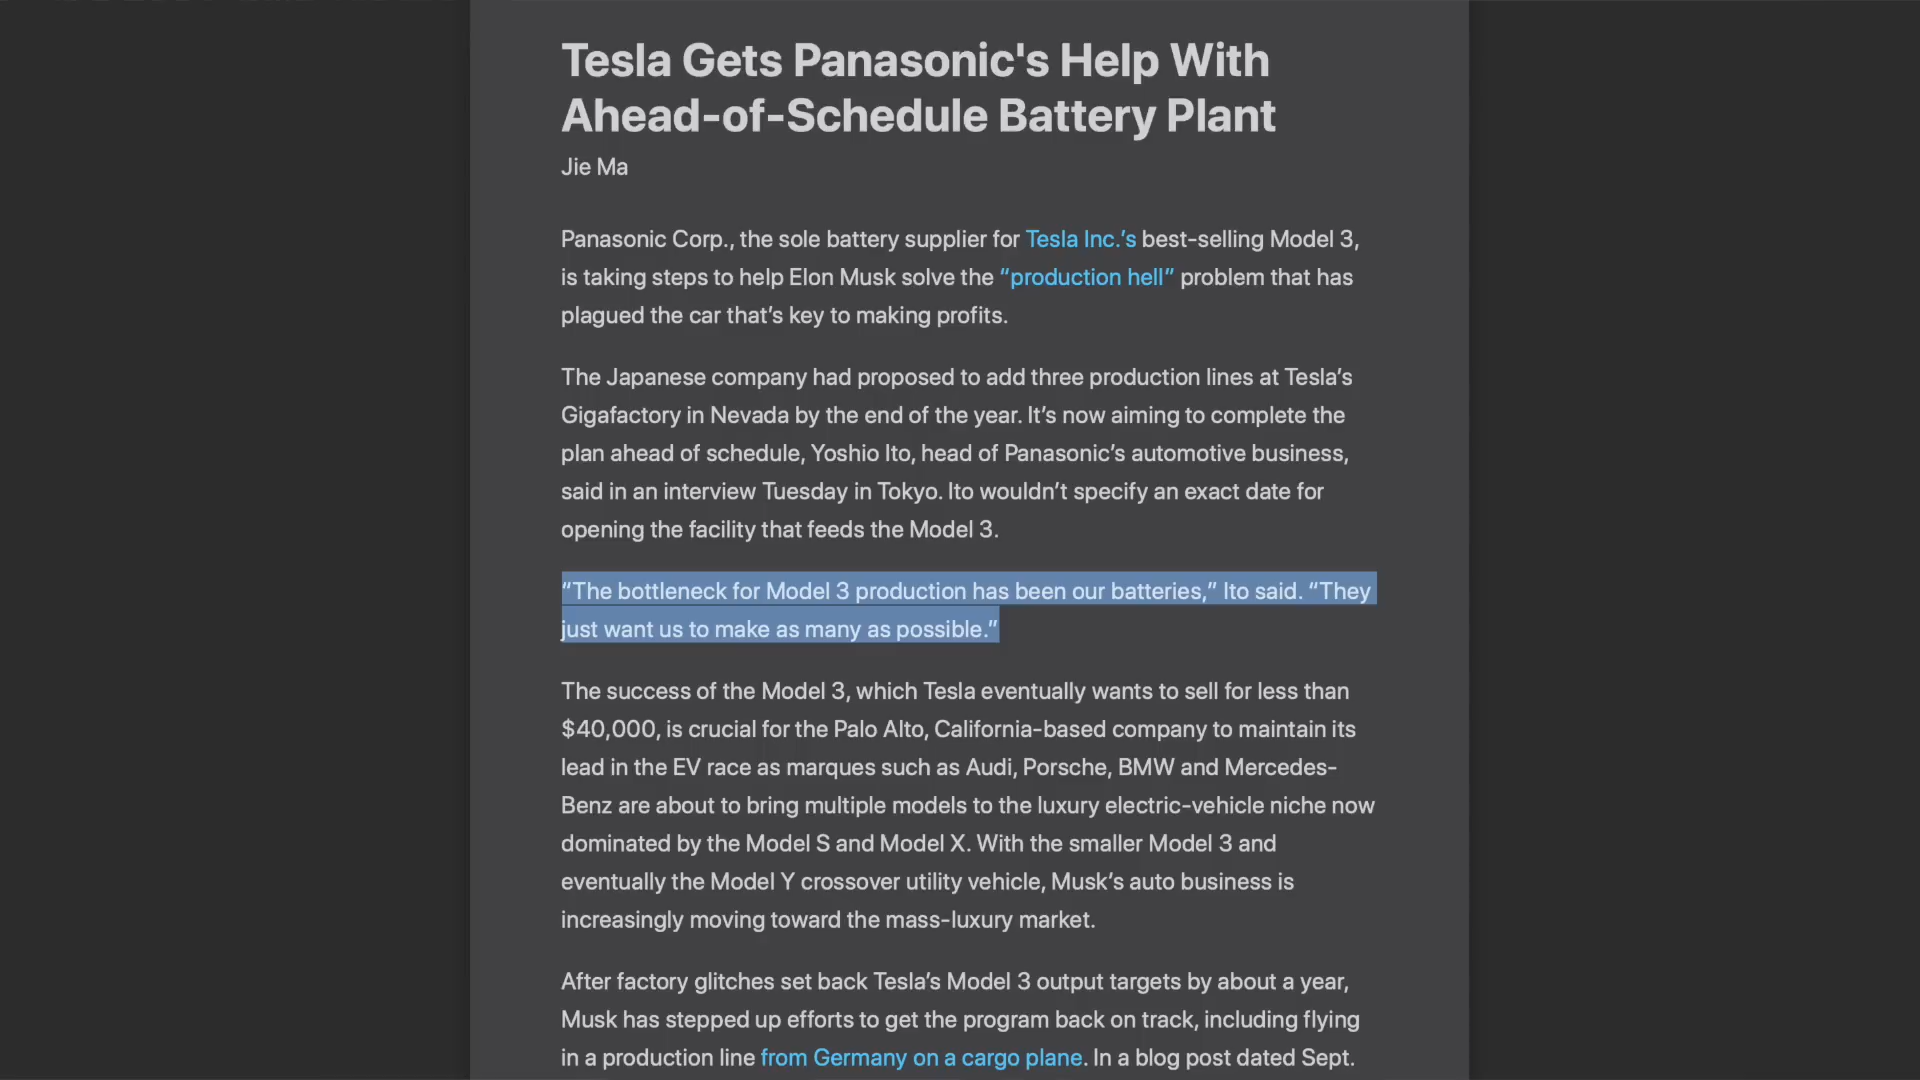 Tesla Gets Panasonic's Help With
Ahead-of-Schedule Battery Plant
Jie Ma
Panasonic Corp., the sole battery supplier for Tesla Inc.’s best-selling Model 3,
is taking steps to help Elon Musk solve the “production hell” problem that has
plagued the car that’s key to making profits.
The Japanese company had proposed to add three production lines at Tesla’s
Gigafactory in Nevada by the end of the year. It’s now aiming to complete the
plan ahead of schedule, Yoshio Ito, head of Panasonic’s automotive business,
said in an interview Tuesday in Tokyo. Ito wouldn’t specify an exact date for
opening the facility that feeds the Model 3.
“The bottleneck for Model 3 production has been our batteries,” Ito said. “They
just want us to make as many as possible.”
The success of the Model 3, which Tesla eventually wants to sell for less than
$40,000, is crucial for the Palo Alto, California-based company to maintain its
lead in the EV race as marques such as Audi, Porsche, BMW and Mercedes-
Benz are about to bring multiple models to the luxury electric-vehicle niche now
dominated by the Model S and Model X. With the smaller Model 3 and
eventually the Model Y crossover utility vehicle, Musk’s auto business is
increasingly moving toward the mass-luxury market.
After factory glitches set back Tesla’s Model 3 output targets by about a year,
Musk has stepped up efforts to get the program back on track, including flying
in a production line from Germany on a cargo plane. In a blog post dated Sept.